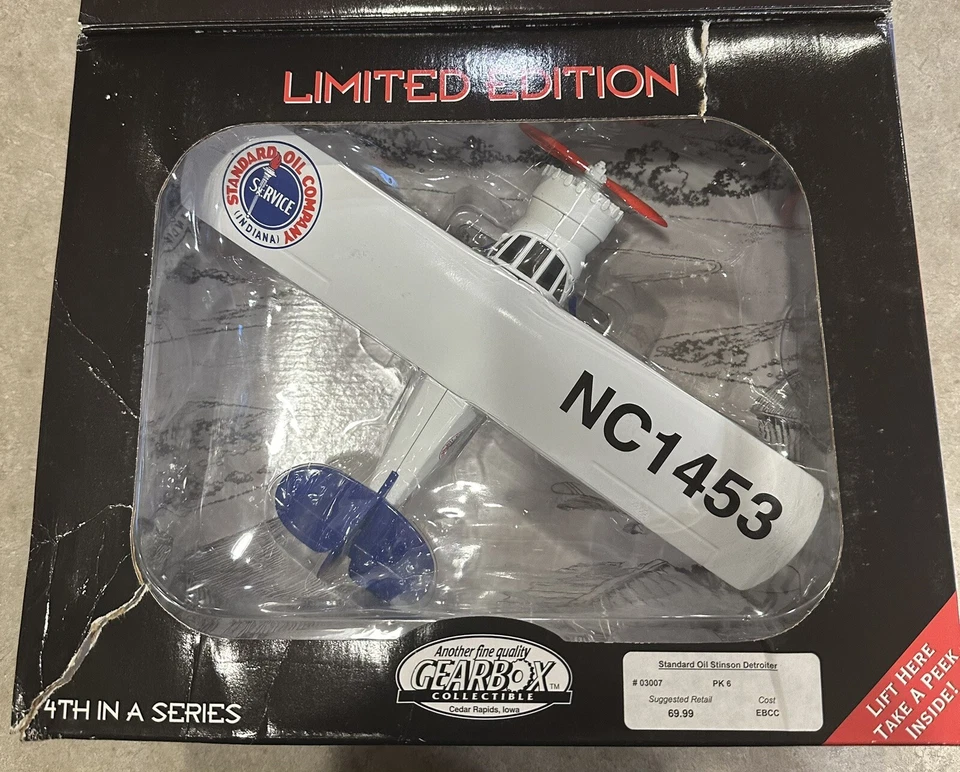 LIMITED EDITION
STANDARD OIL COMPANY
SERVICE
(INDIANA)
NC1453
Another fine quality
GEARBOX™
COLLECTIBLE
Cedar Rapids, Iowa
Standard Oil Stinson Detroiter
# 03007 PK 6
Suggested Retail Cost
69.99 EBCC
4TH IN A SERIES
LIFT HERE
TAKE A PEEK
INSIDE!